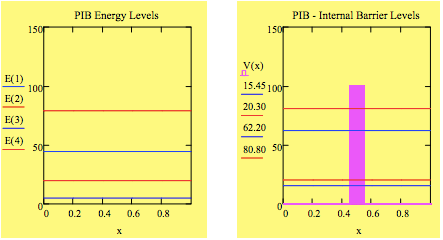 PIB Energy Levels
150
100
50
0
E(1)
E(2)
E(3)
E(4)
0 0.2 0.4 0.6 0.8
x
PIB - Internal Barrier Levels
150
100
50
0
V(x)
15.45
20.30
62.20
80.80
0 0.2 0.4 0.6 0.8
x